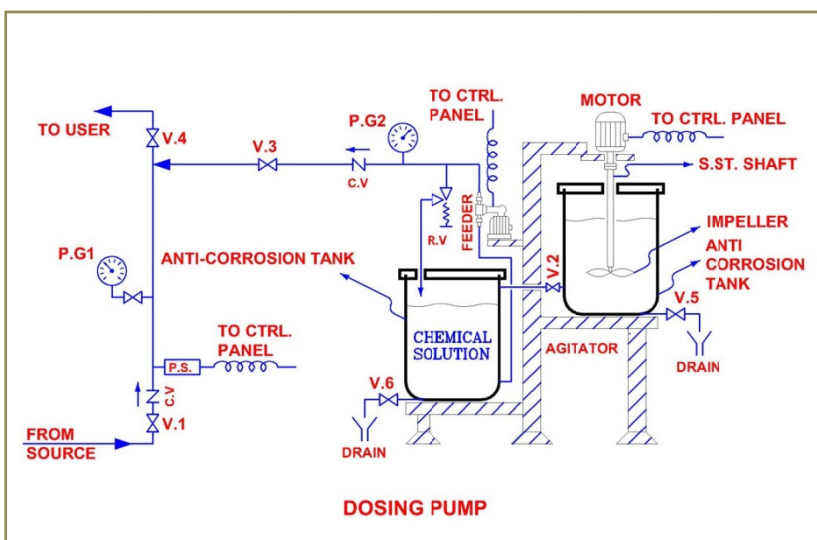 TO CTRL.
PANEL
MOTOR
TO CTRL. PANEL
P.G2
TO USER
V.4
V.3
C.V
S.ST. SHAFT
FEEDER
R.V
IMPELLER
P.G1
ANTI-CORROSION TANK
V.2
ANTI
CORROSION
TANK
CHEMICAL
SOLUTION
TO CTRL.
PANEL
P.S.
V.5
AGITATOR
DRAIN
C.V
V.1
V.6
FROM
SOURCE
DRAIN
DOSING PUMP